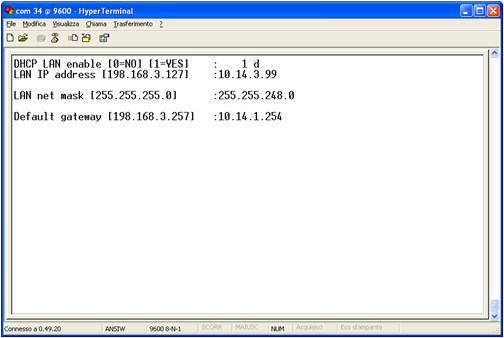 com 34 @ 9600 - HyperTerminal
File Modifica Visualizza Chiama Trasferimento ?
DHCP LAN enable [0=NO] [1=YES] : 1 d
LAN IP address [198.168.3.127] :10.14.3.99
LAN net mask [255.255.255.0] :255.255.248.0
Default gateway [198.168.3.257] :10.14.1.254
Connesso a 0.49.20 ANSIW 9600 8-N-1 SCORR MAIUSC NUM Acquisisci Eco stampante